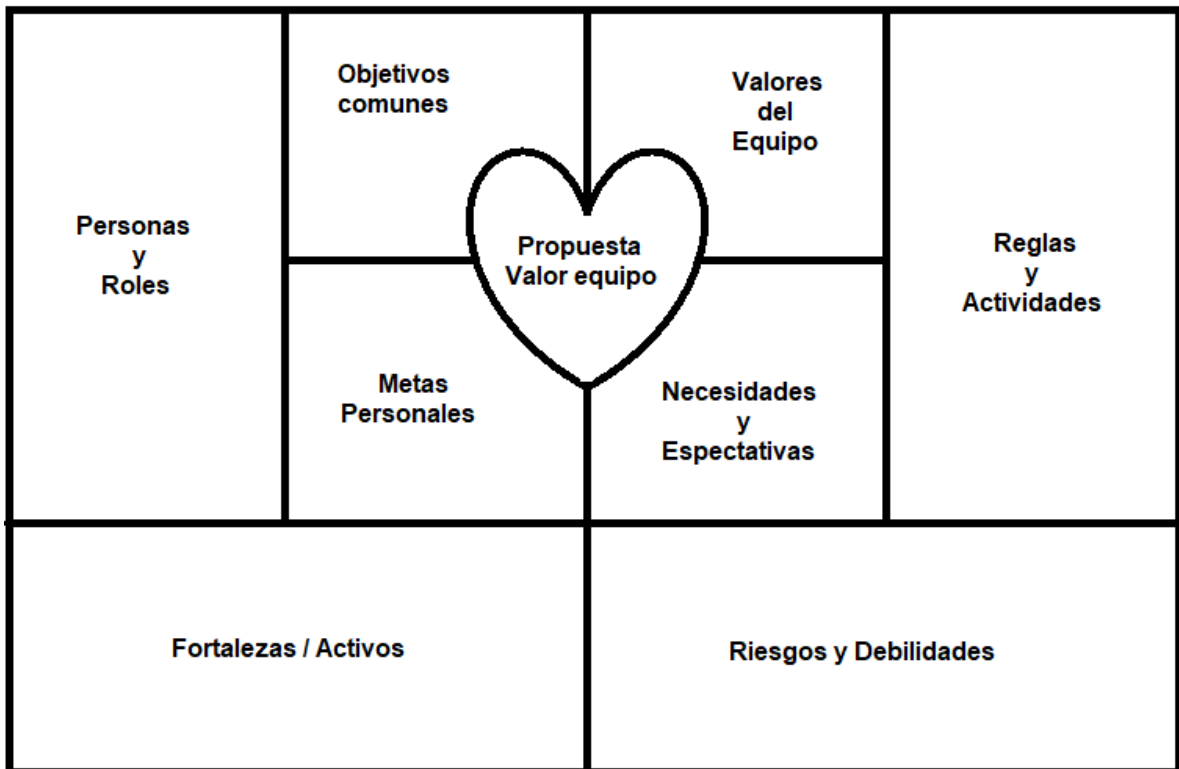 Personas
y
Roles
Objetivos
comunes
Metas
Personales
Propuesta
Valor equipo
Valores
del
Equipo
Necesidades
y
Espectativas
Reglas
y
Actividades
Fortalezas / Activos
Riesgos y Debilidades